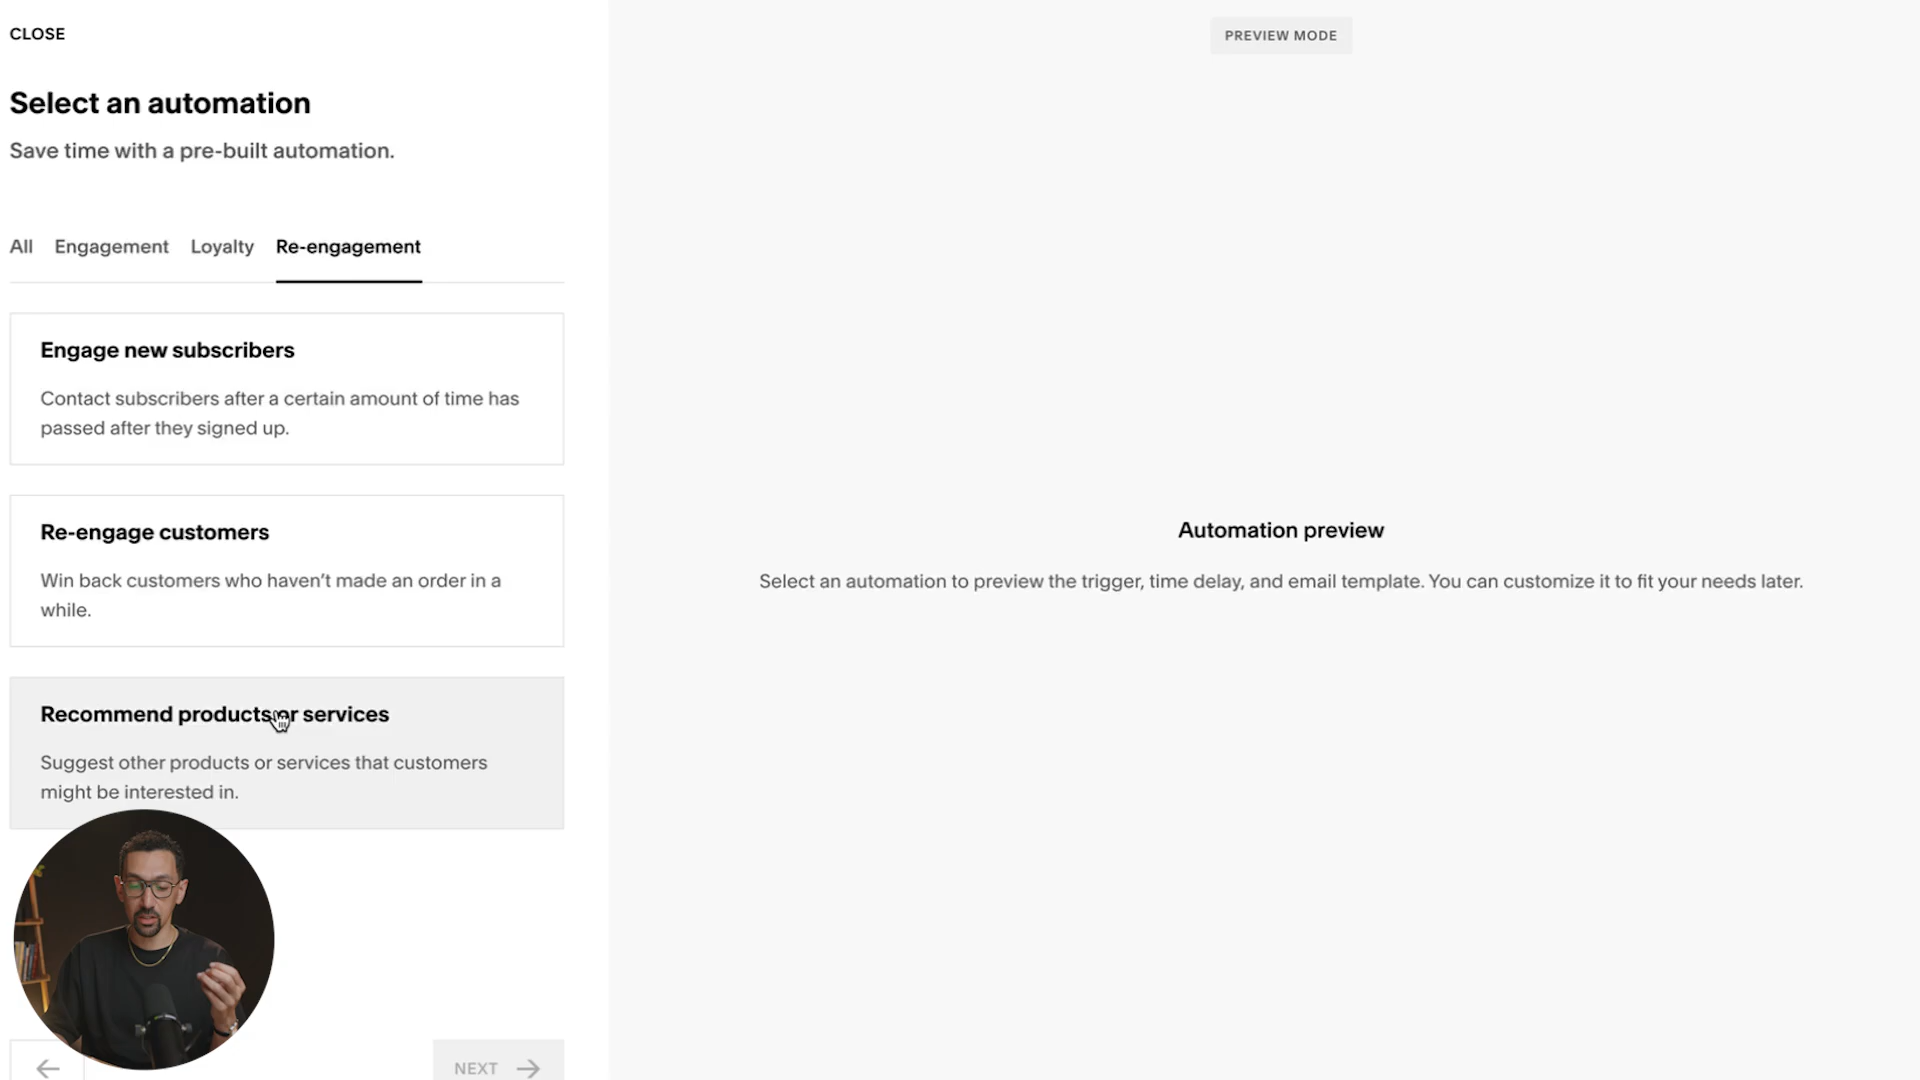 CLOSE
PREVIEW MODE
Select an automation
Save time with a pre-built automation.
All Engagement Loyalty Re-engagement
Engage new subscribers
Contact subscribers after a certain amount of time has
passed after they signed up.
Re-engage customers
Win back customers who haven’t made an order in a
while.
Recommend products or services
Suggest other products or services that customers
might be interested in.
Automation preview
Select an automation to preview the trigger, time delay, and email template. You can customize it to fit your needs later.
NEXT